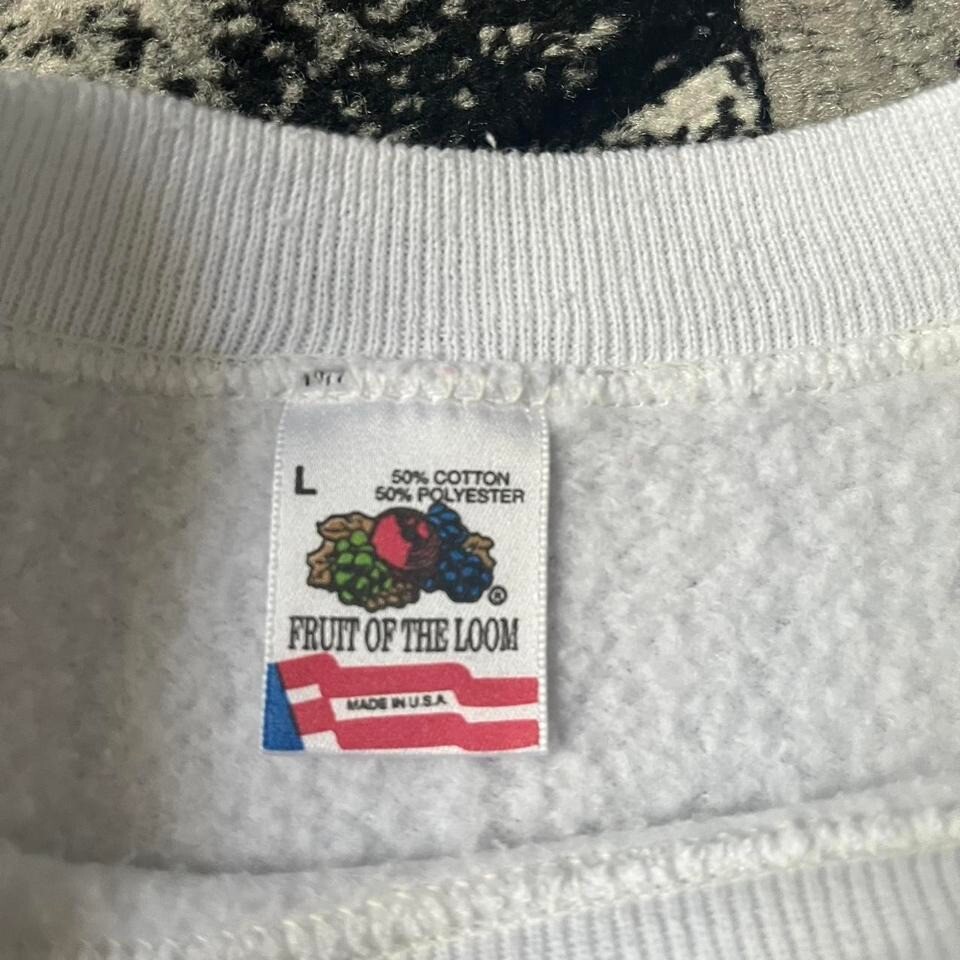 L
50% COTTON
50% POLYESTER
®
FRUIT OF THE LOOM
MADE IN U.S.A.